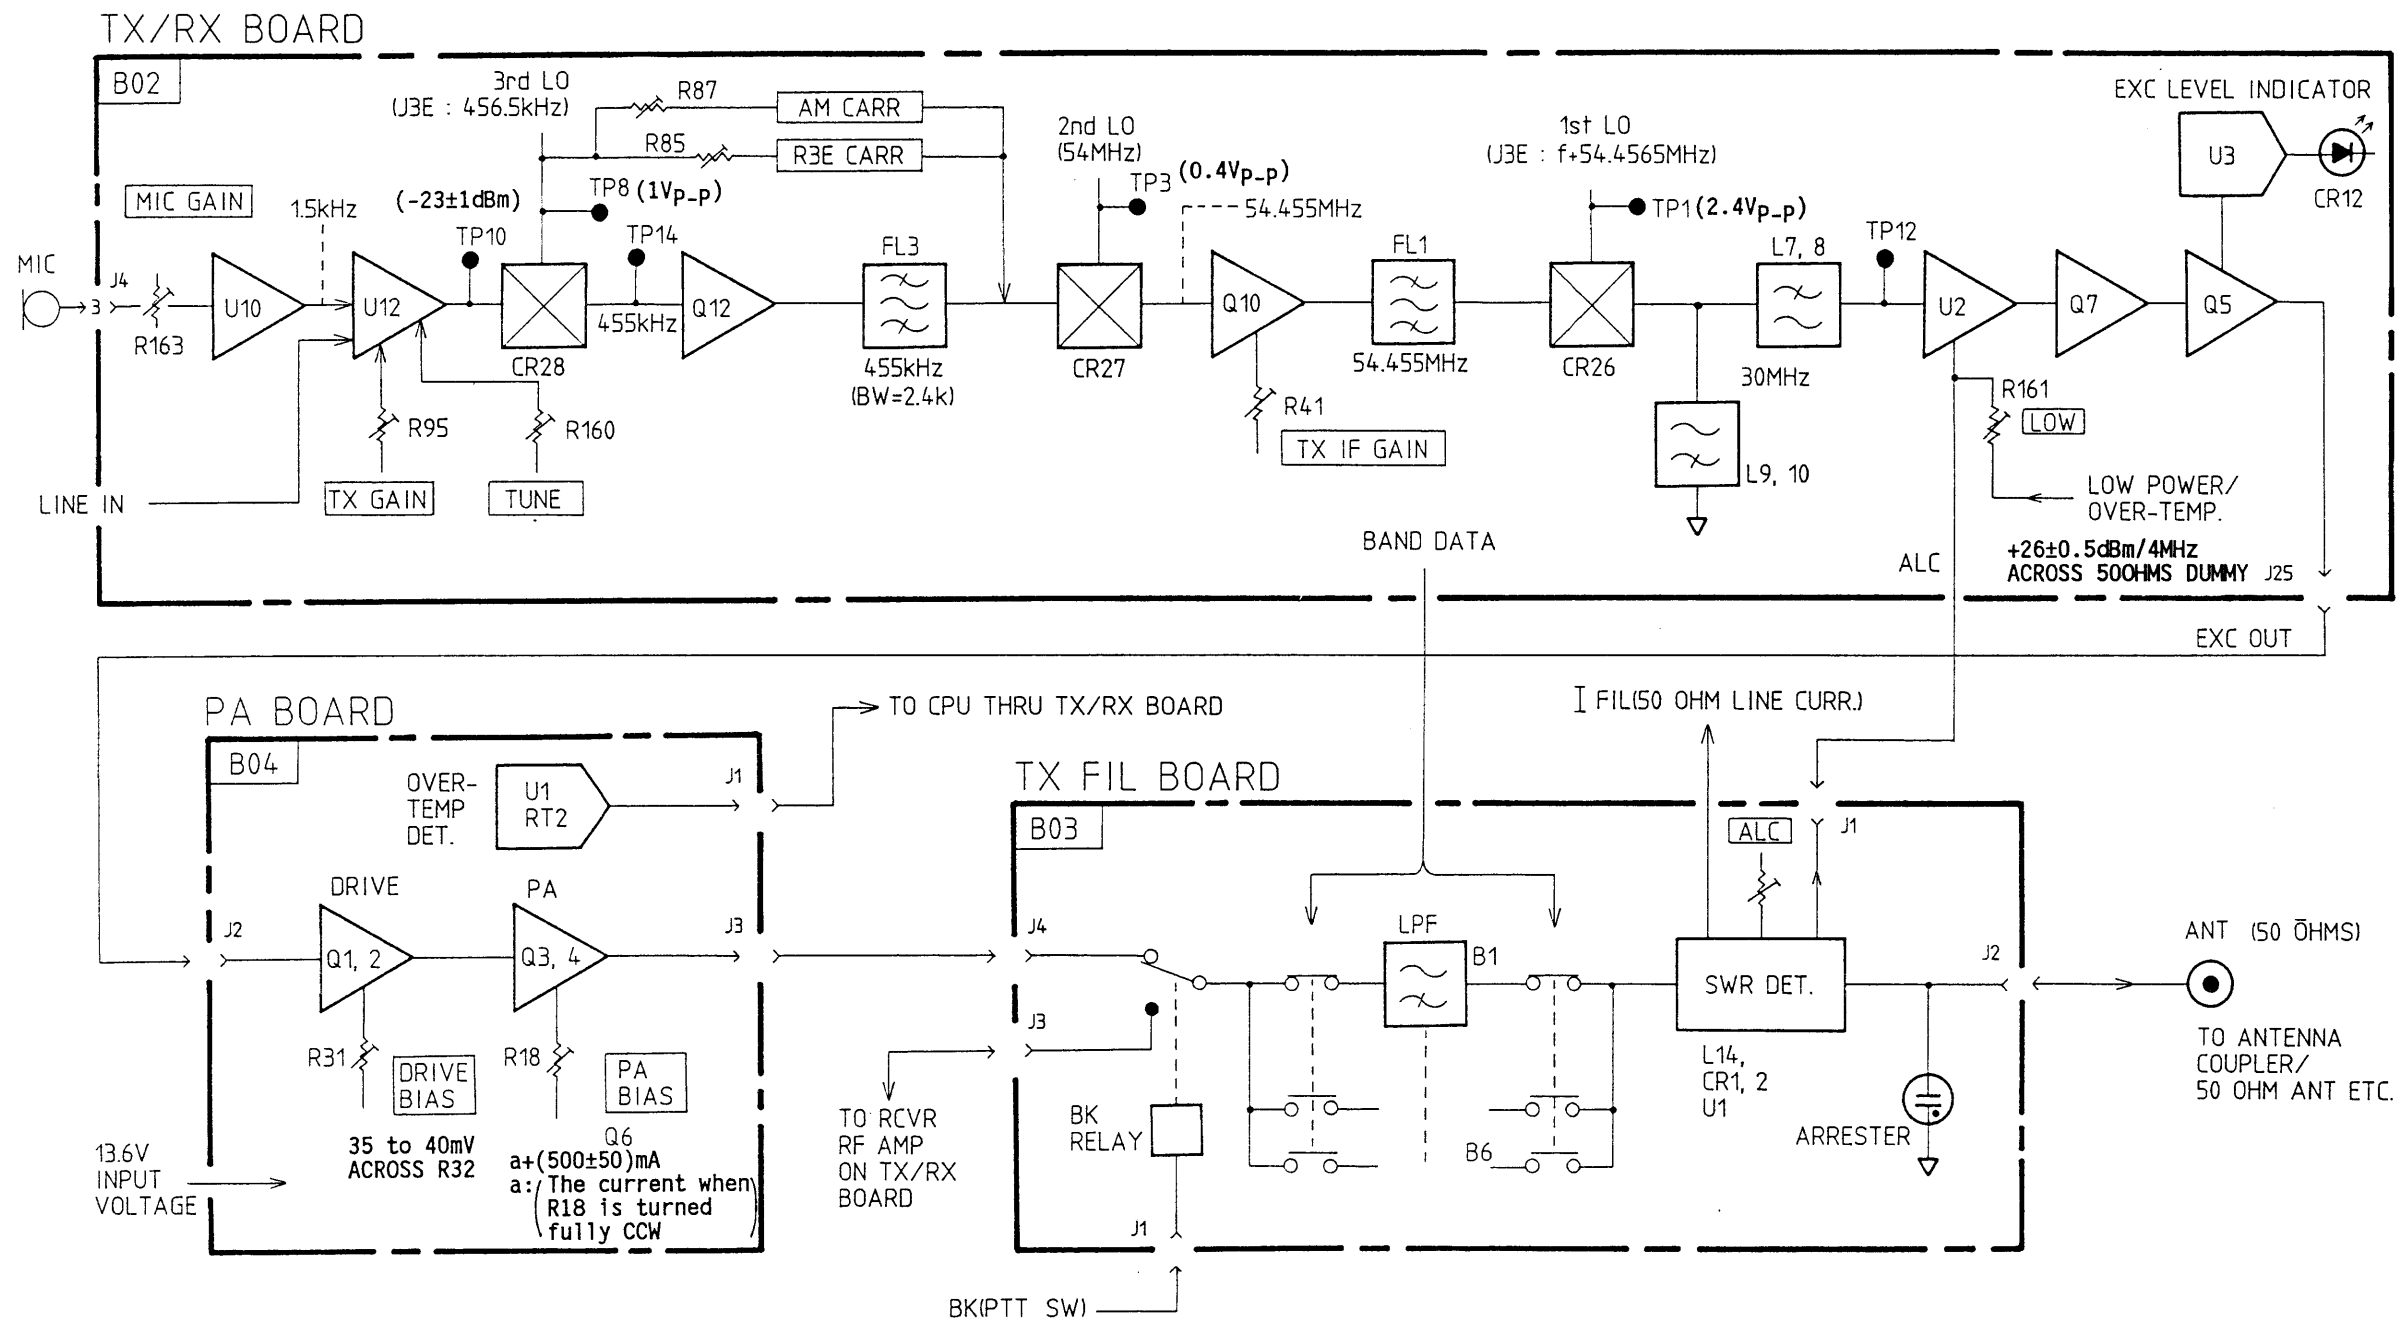 TX/RX BOARD
B02
3rd LO
(J3E : 456.5kHz)
R87
AM CARR
R85
R3E CARR
2nd LO
(54MHz)
TP3 (0.4Vp-p)
1st LO
(J3E : f+54.4565MHz)
EXC LEVEL INDICATOR
U3
CR12
MIC GAIN
1.5kHz
(-23±1dBm)
TP8 (1Vp-p)
54.455MHz
TP1 (2.4Vp-p)
MIC
J4
3
R163
U10
U12
TP10
CR28
TP14
455kHz
Q12
FL3
455kHz
(BW=2.4k)
CR27
Q10
FL1
54.455MHz
CR26
L7, 8
30MHz
TP12
U2
Q7
Q5
R95
R160
R41
TX IF GAIN
L9, 10
R161
LOW
LINE IN
TX GAIN
TUNE
LOW POWER/
OVER-TEMP.
BAND DATA
ALC
+26±0.5dBm/4MHz
ACROSS 50OHMS DUMMY
J25
EXC OUT
PA BOARD
B04
TO CPU THRU TX/RX BOARD
I FIL(50 OHM LINE CURR.)
OVER-
TEMP
DET.
U1
RT2
J1
TX FIL BOARD
B03
ALC
J1
DRIVE
PA
J2
Q1, 2
Q3, 4
J3
J4
LPF
B1
SWR DET.
J2
ANT (50 OHMS)
R31
DRIVE
BIAS
R18
PA
BIAS
J3
L14,
CR1, 2
U1
TO ANTENNA
COUPLER/
50 OHM ANT ETC.
TO RCVR
RF AMP
ON TX/RX
BOARD
BK
RELAY
B6
ARRESTER
13.6V
INPUT
VOLTAGE
35 to 40mV
ACROSS R32
Q6
a+(500±50)mA
a:(The current when
R18 is turned
fully CCW)
J1
BK(PTT SW)